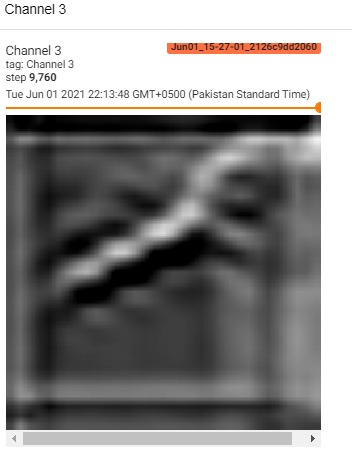 Channel 3
Channel 3
Jun01_15-27-01_2126c9dd2060
tag: Channel 3
step 9,760
Tue Jun 01 2021 22:13:48 GMT+0500 (Pakistan Standard Time)